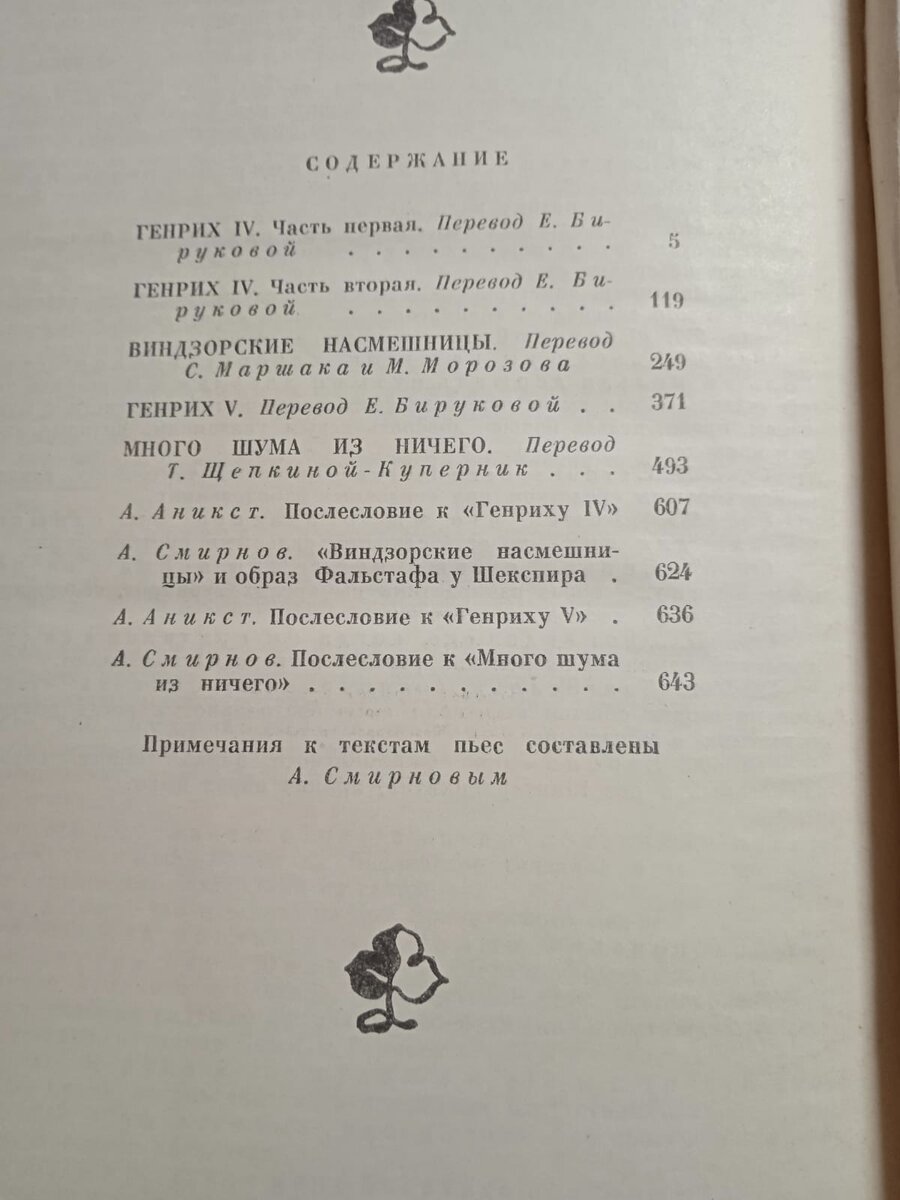 СОДЕРЖАНИЕ
ГЕНРИХ IV. Часть первая. Перевод Е. Би-
руковой . . . . . . . . . . 5
ГЕНРИХ IV. Часть вторая. Перевод Е. Би-
руковой . . . . . . . . . . 119
ВИНДЗОРСКИЕ НАСМЕШНИЦЫ. Перевод
С. Маршака и М. Морозова 249
ГЕНРИХ V. Перевод Е. Бируковой . . 371
МНОГО ШУМА ИЗ НИЧЕГО. Перевод
Т. Щепкиной-Куперник . . . 493
А. Аникст. Послесловие к «Генриху IV» 607
А. Смирнов. «Виндзорские насмешни-
цы» и образ Фальстафа у Шекспира . 624
А. Аникст. Послесловие к «Генриху V» . 636
А. Смирнов. Послесловие к «Много шума
из ничего» . . . . . . . . . . . 643
Примечания к текстам пьес составлены
А. Смирновым